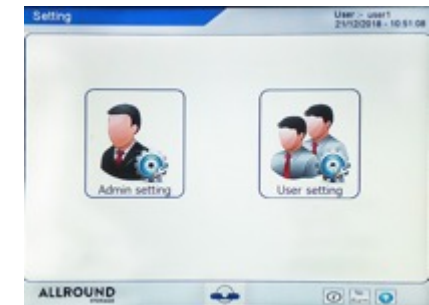 Setting
User :- user1
21/12/2018 - 10:51:08
Admin setting
User setting
ALLROUND